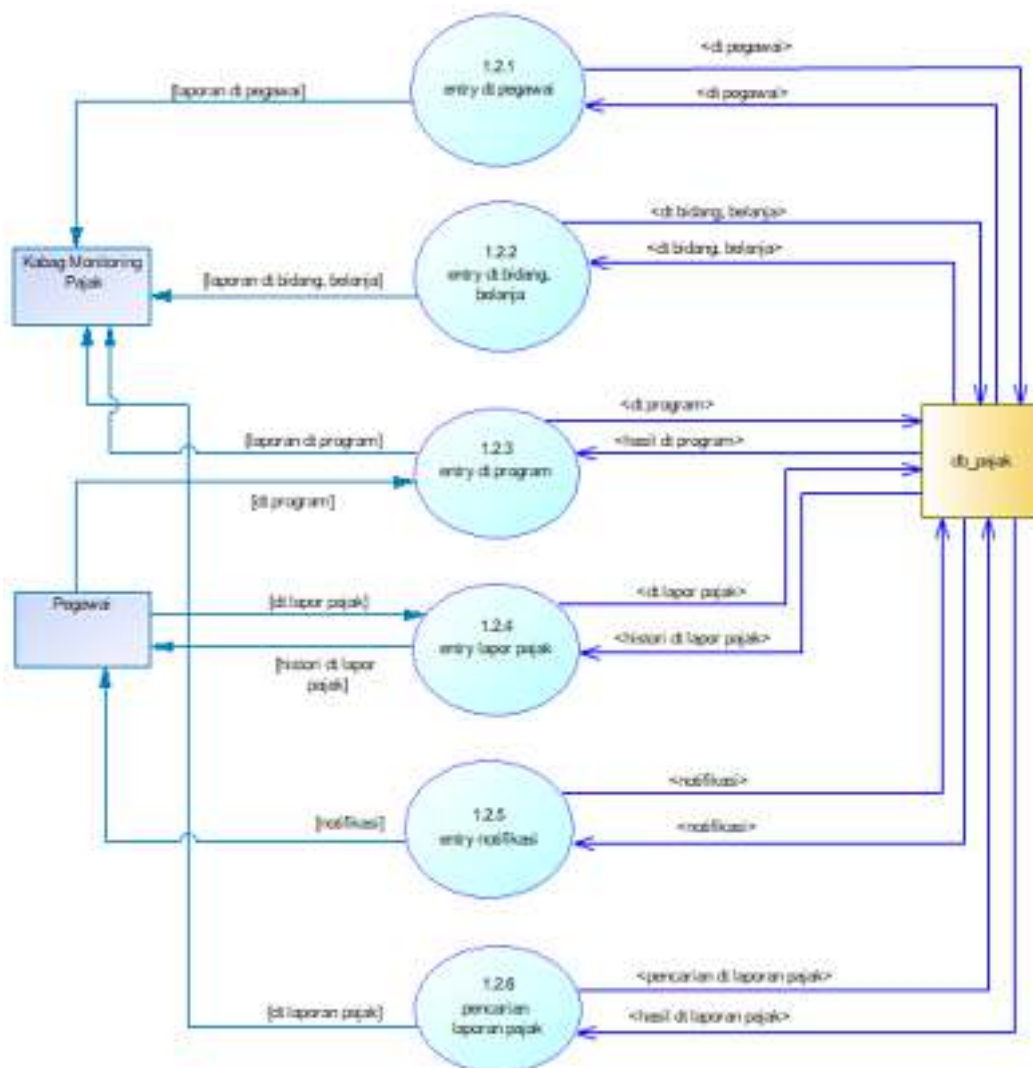 <dt pegawai>
1.2.1
entry dt pegawai
[laporan dt pegawai]
<dt pegawai>
<dt bidang, belanja>
1.2.2
entry dt bidang,
belanja
<dt bidang, belanja>
Kabag Monitoring
Pajak
[laporan dt bidang, belanja]
<dt program>
[laporan dt program]
1.2.3
entry dt program
<hasil dt program>
db_pajak
[dt program]
Pegawai
[dt lapor pajak]
<dt lapor pajak>
1.2.4
entry lapor pajak
<histori dt lapor pajak>
[histori dt lapor
pajak]
<notifikasi>
1.2.5
entry notifikasi
[notifikasi]
<notifikasi>
<pencarian dt laporan pajak>
1.2.6
pencarian
laporan pajak
[dt laporan pajak]
<hasil dt laporan pajak>